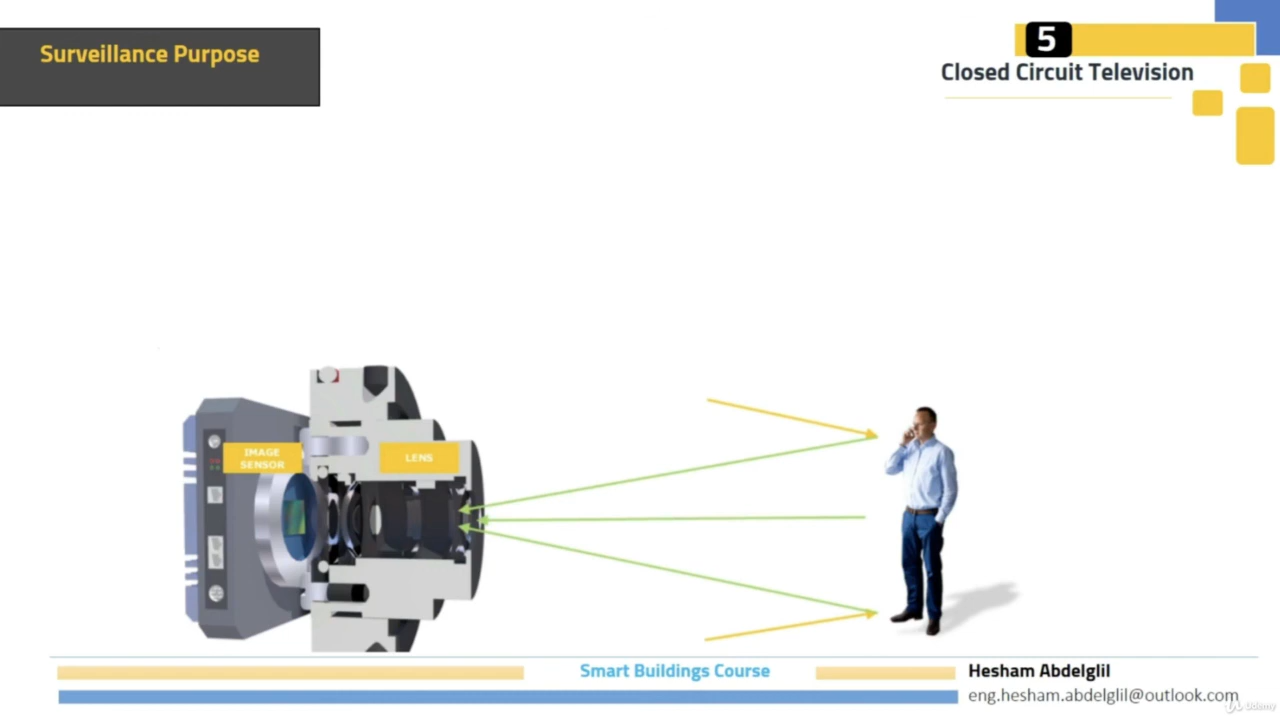 Surveillance Purpose
5
Closed Circuit Television
IMAGE
SENSOR
LENS
Smart Buildings Course
Hesham Abdelglil
eng.hesham.abdelglil@outlook.com
Udemy